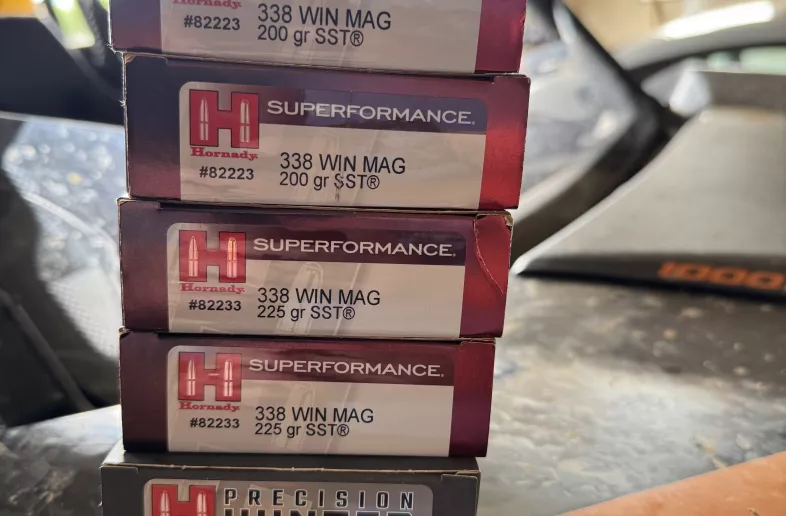 Hornady
#82223
338 WIN MAG
200 gr SST®
H
SUPERFORMANCE®
Hornady
#82223
338 WIN MAG
200 gr SST®
H
SUPERFORMANCE®
Hornady
#82233
338 WIN MAG
225 gr SST®
H
SUPERFORMANCE®
Hornady
#82233
338 WIN MAG
225 gr SST®
H
PRECISION
HUNTER
1000